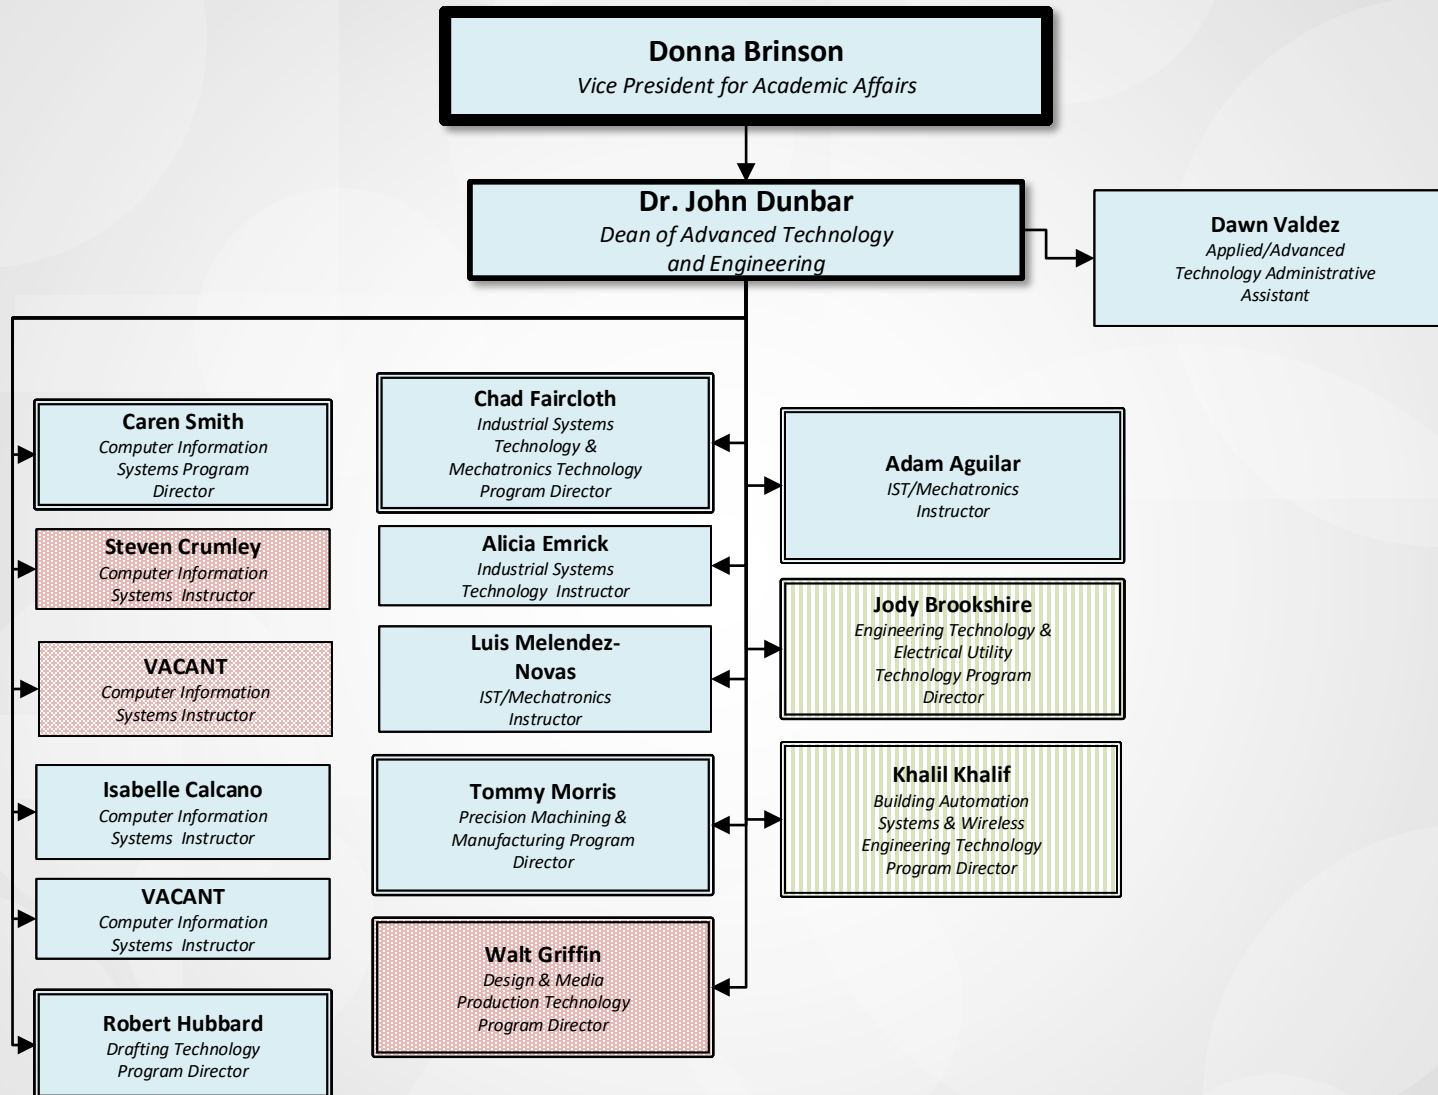 Donna Brinson
Vice President for Academic Affairs
Dr. John Dunbar
Dean of Advanced Technology
and Engineering
Dawn Valdez
Applied/Advanced
Technology Administrative
Assistant
Caren Smith
Computer Information
Systems Program
Director
Steven Crumley
Computer Information
Systems Instructor
VACANT
Computer Information
Systems Instructor
Isabelle Calcano
Computer Information
Systems Instructor
VACANT
Computer Information
Systems Instructor
Robert Hubbard
Drafting Technology
Program Director
Chad Faircloth
Industrial Systems
Technology &
Mechatronics Technology
Program Director
Alicia Emrick
Industrial Systems
Technology Instructor
Luis Melendez-
Novas
IST/Mechatronics
Instructor
Tommy Morris
Precision Machining &
Manufacturing Program
Director
Walt Griffin
Design & Media
Production Technology
Program Director
Adam Aguilar
IST/Mechatronics
Instructor
Jody Brookshire
Engineering Technology &
Electrical Utility
Technology Program
Director
Khalil Khalif
Building Automation
Systems & Wireless
Engineering Technology
Program Director